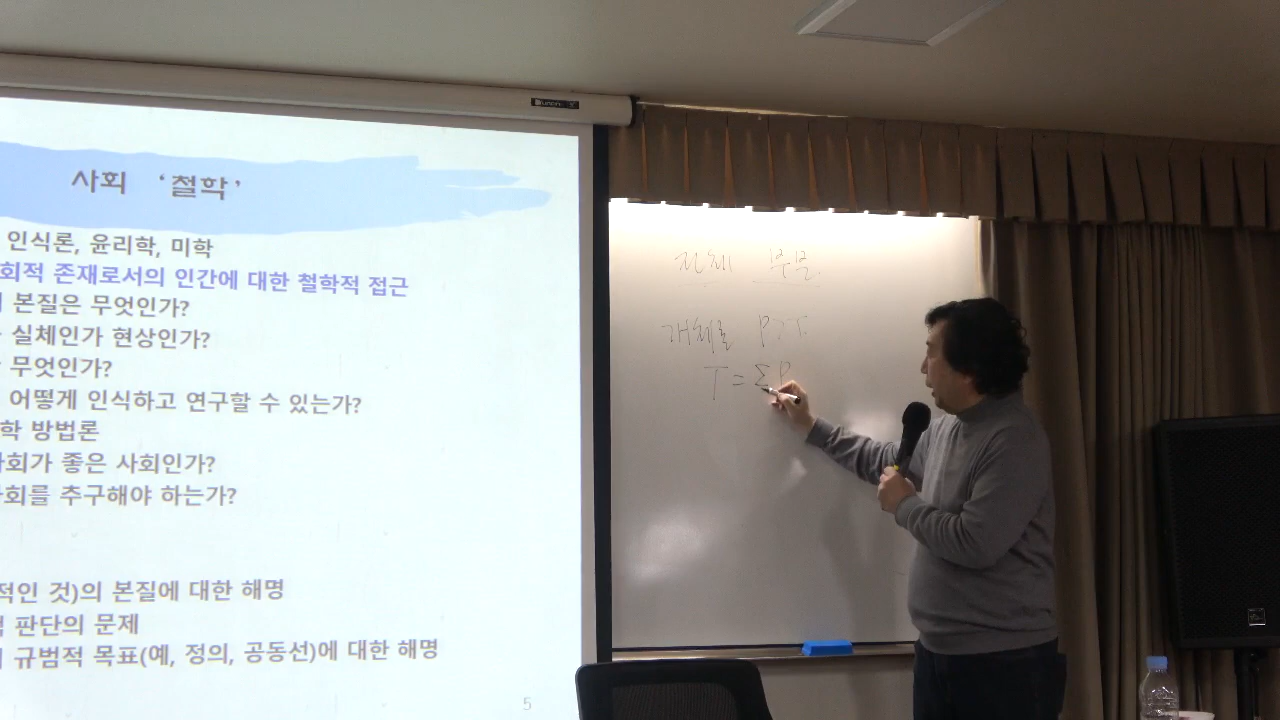 사회 ‘철학’
인식론, 윤리학, 미학
회적 존재로서의 인간에 대한 철학적 접근
본질은 무엇인가?
실체인가 현상인가?
무엇인가?
어떻게 인식하고 연구할 수 있는가?
학 방법론
사회가 좋은 사회인가?
사회를 추구해야 하는가?
적인 것)의 본질에 대한 해명
판단의 문제
규범적 목표(예, 정의, 공동선)에 대한 해명
5
전체 부분
개체론 P > T
T = ΣP